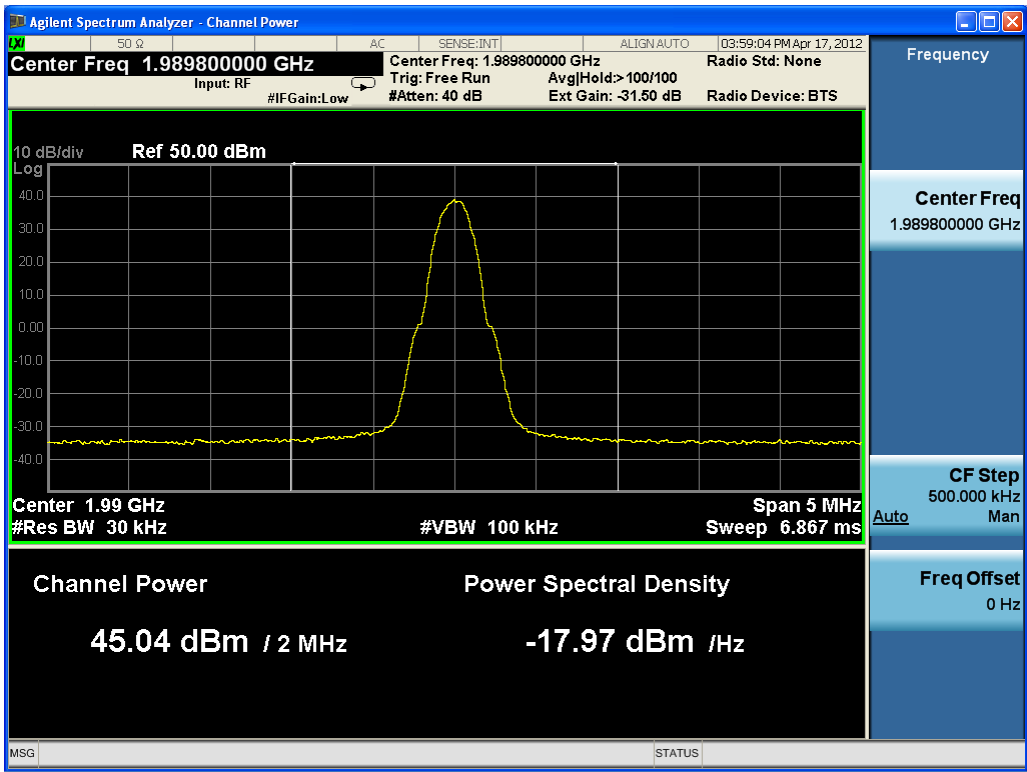 Agilent Spectrum Analyzer - Channel Power
LXI 50 Ω AC SENSE:INT ALIGNAUTO 03:59:04 PM Apr 17, 2012
Center Freq 1.989800000 GHz
Input: RF
#IFGain:Low
Center Freq: 1.989800000 GHz
Trig: Free Run Avg|Hold:>100/100
#Atten: 40 dB Ext Gain: -31.50 dB
Radio Std: None
Radio Device: BTS
10 dB/div Ref 50.00 dBm
Log
40.0
30.0
20.0
10.0
0.00
-10.0
-20.0
-30.0
-40.0
Center 1.99 GHz Span 5 MHz
#Res BW 30 kHz #VBW 100 kHz Sweep 6.867 ms
Channel Power Power Spectral Density
45.04 dBm / 2 MHz -17.97 dBm /Hz
Frequency
Center Freq
1.989800000 GHz
CF Step
500.000 kHz
Auto Man
Freq Offset
0 Hz
MSG STATUS